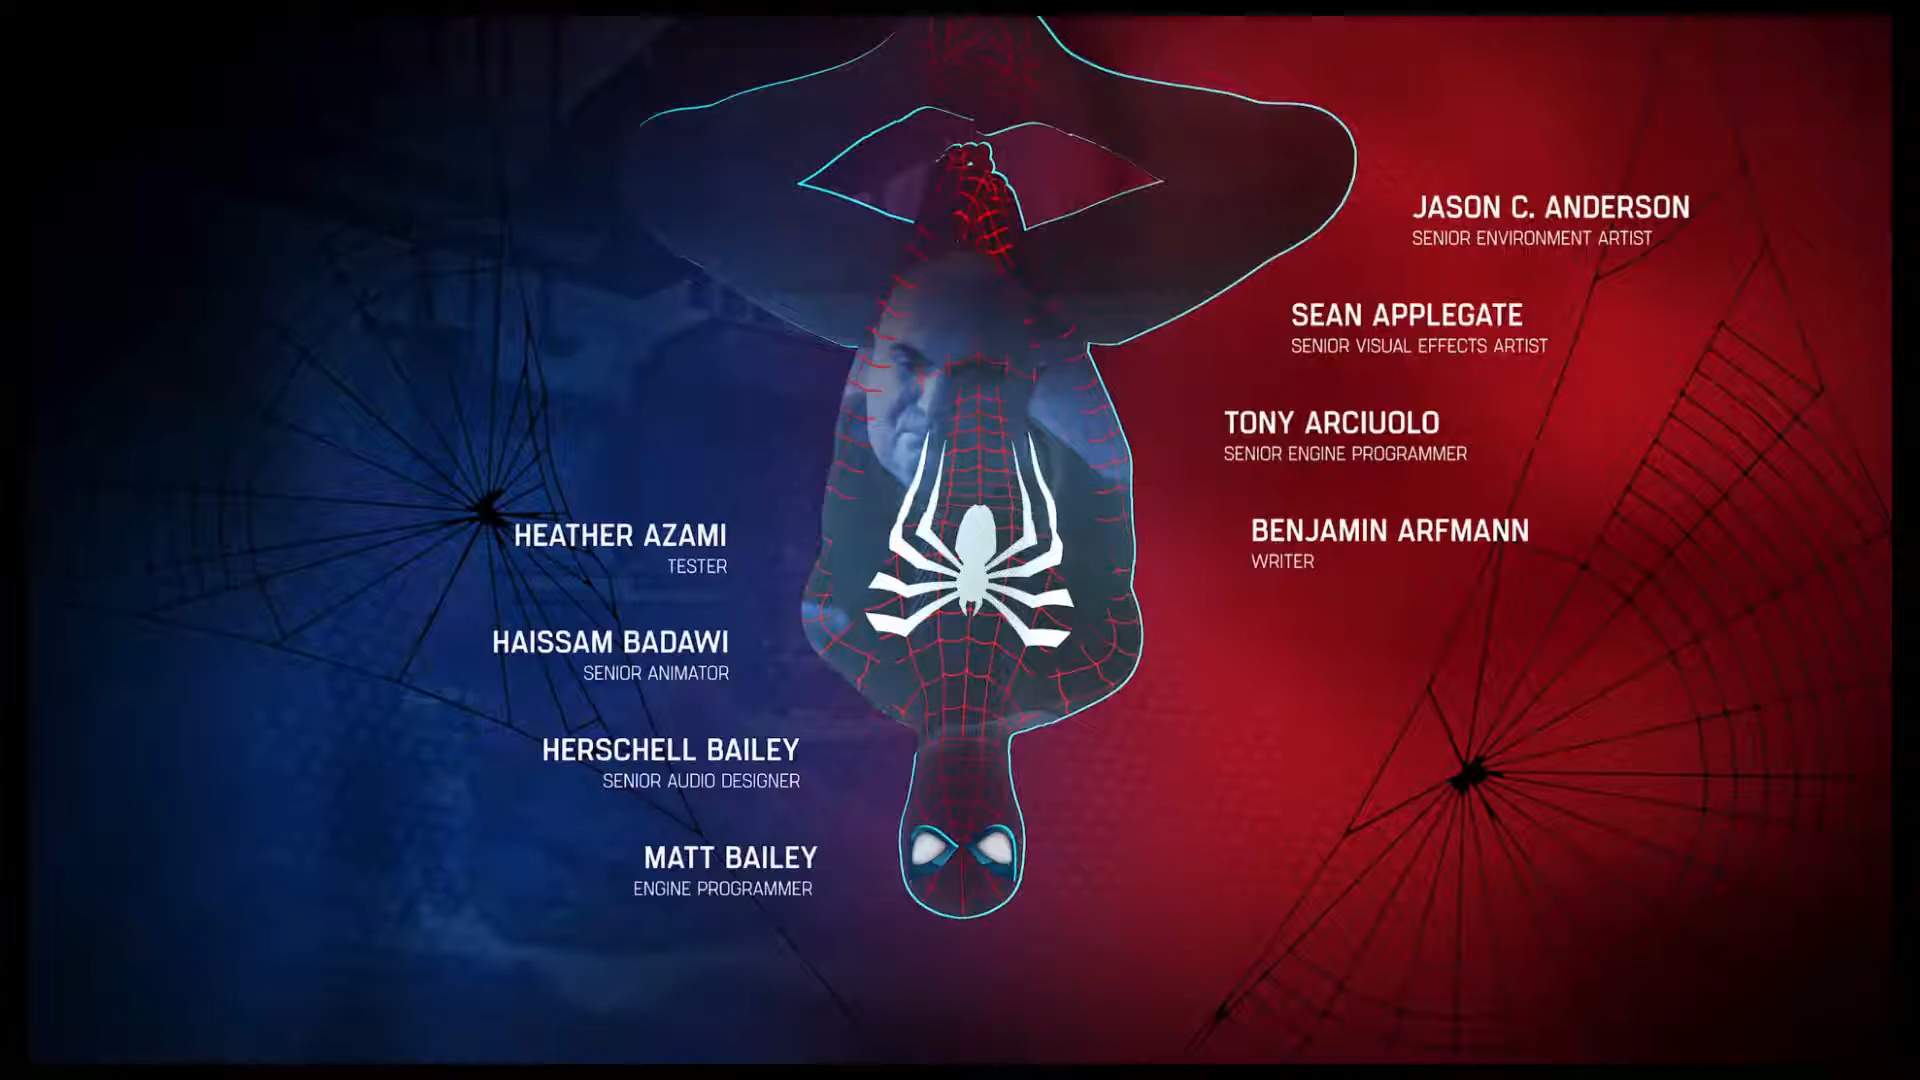 JASON C. ANDERSON
SENIOR ENVIRONMENT ARTIST
SEAN APPLEGATE
SENIOR VISUAL EFFECTS ARTIST
TONY ARCIUOLO
SENIOR ENGINE PROGRAMMER
BENJAMIN ARFMANN
WRITER
HEATHER AZAMI
TESTER
HAISSAM BADAWI
SENIOR ANIMATOR
HERSCHELL BAILEY
SENIOR AUDIO DESIGNER
MATT BAILEY
ENGINE PROGRAMMER